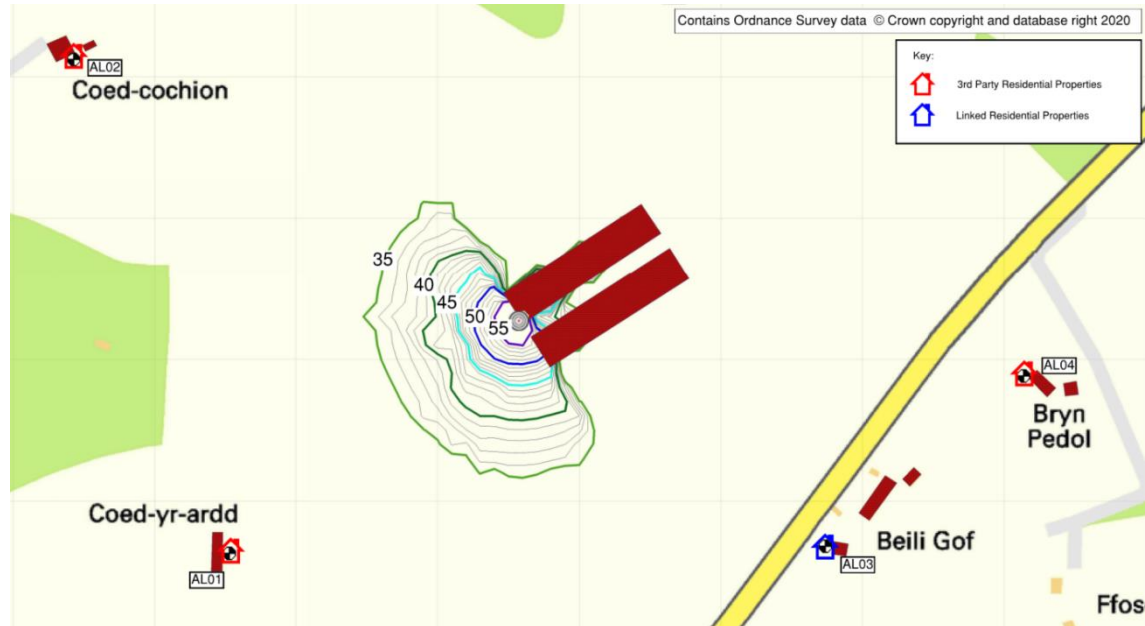 Contains Ordnance Survey data © Crown copyright and database right 2020
Key:
3rd Party Residential Properties
Linked Residential Properties
AL02
Coed-cochion
35
40
45
50
55
AL04
Bryn
Pedol
Coed-yr-ardd
AL01
Beili Gof
AL03
Ffos